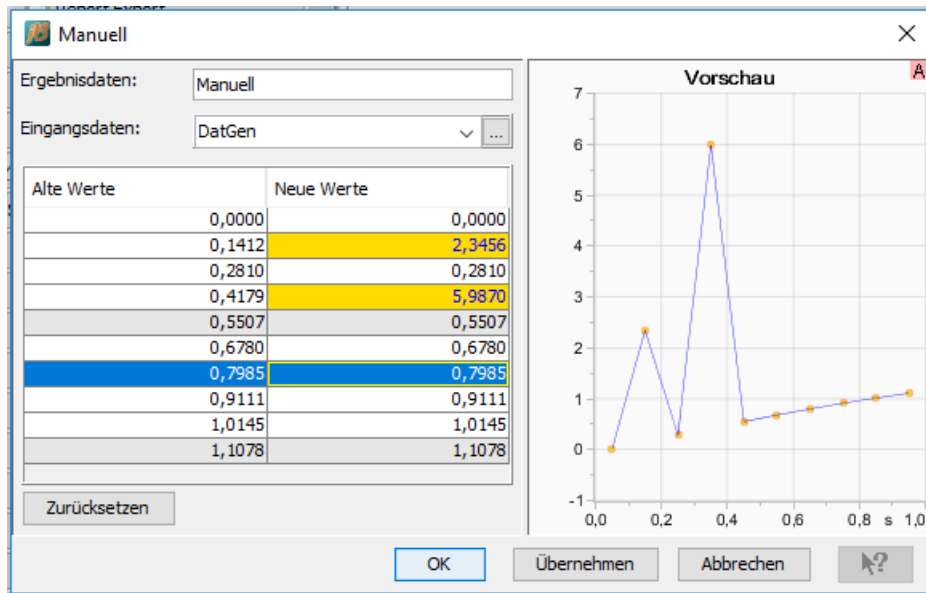 Manuell
Ergebnisdaten:
Manuell
Eingangsdaten:
DatGen
...
Alte Werte Neue Werte
0,0000 0,0000
0,1412 2,3456
0,2810 0,2810
0,4179 5,9870
0,5507 0,5507
0,6780 0,6780
0,7985 0,7985
0,9111 0,9111
1,0145 1,0145
1,1078 1,1078
Zurücksetzen
Vorschau
A
7
6
5
4
3
2
1
0
-1
0,0 0,2 0,4 0,6 0,8 s 1,0
OK Übernehmen Abbrechen ?